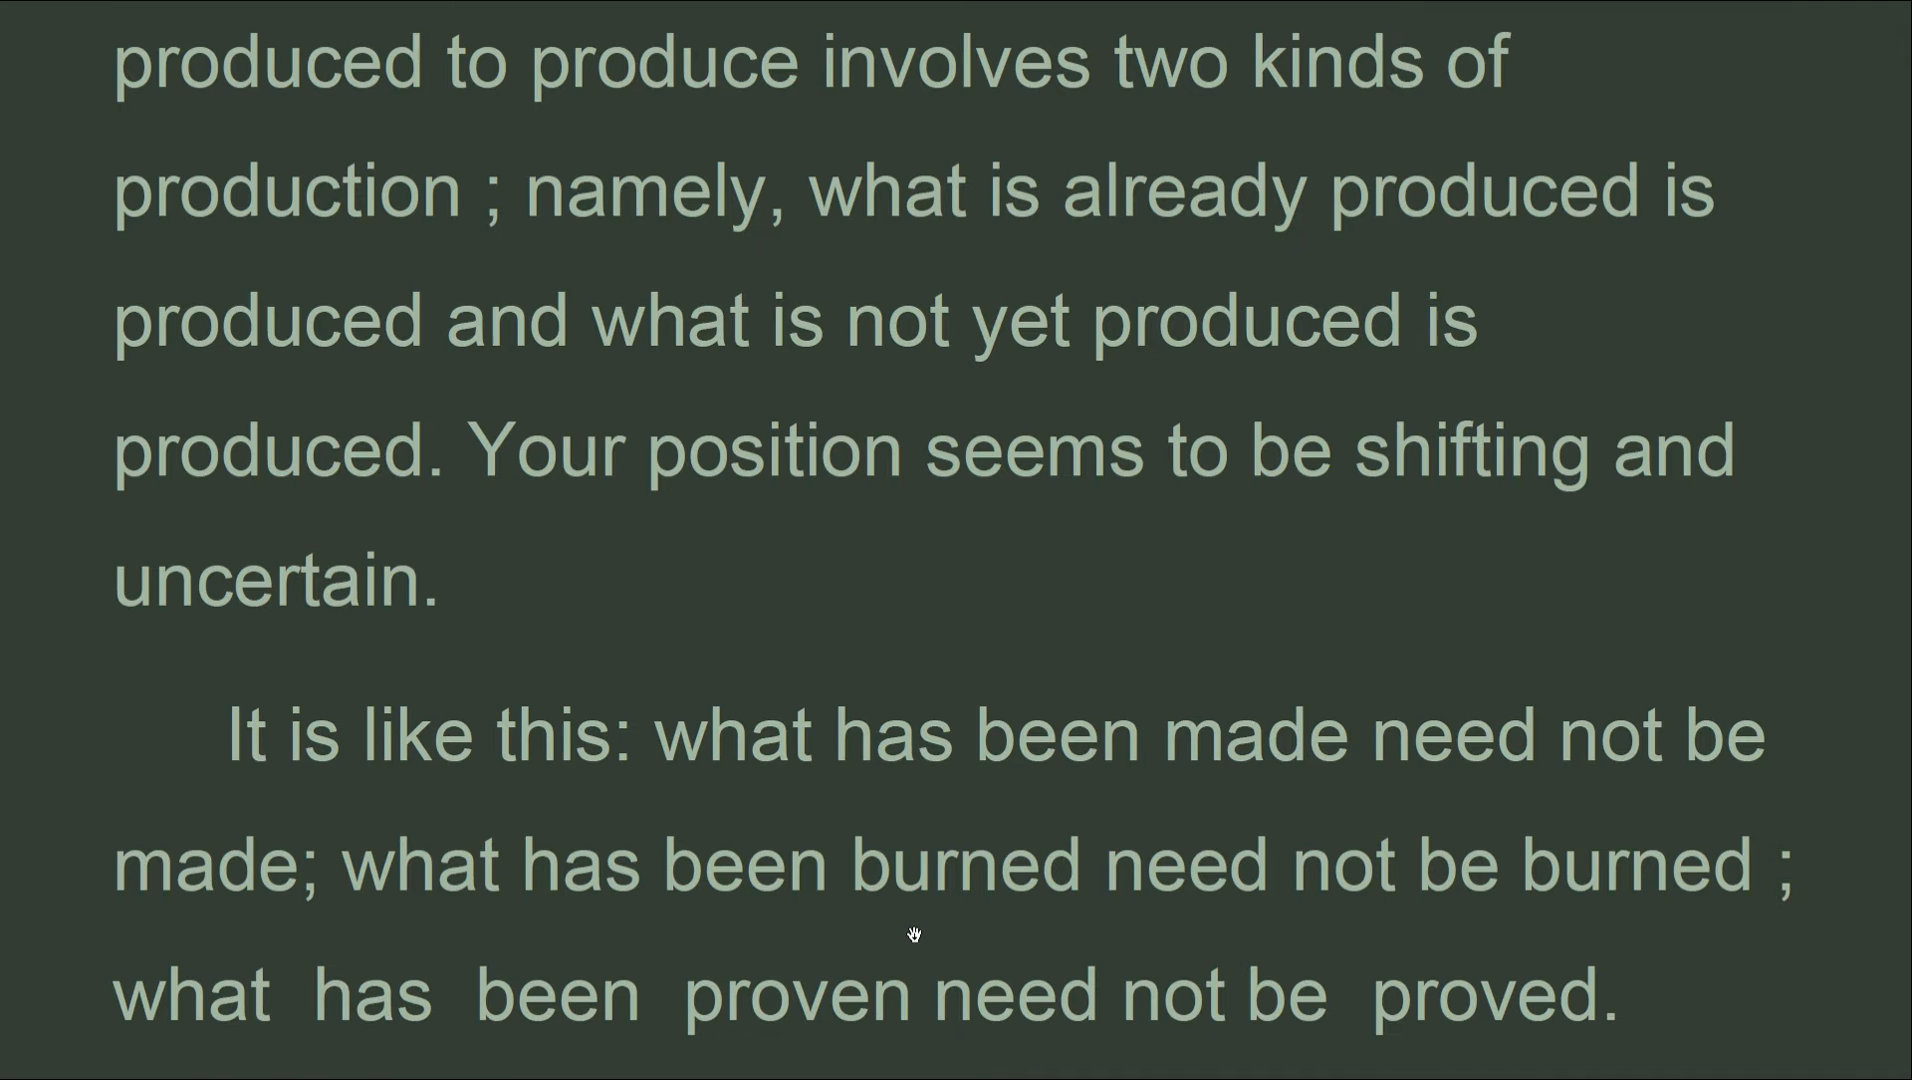 produced to produce involves two kinds of
production ; namely, what is already produced is
produced and what is not yet produced is
produced. Your position seems to be shifting and
uncertain.
It is like this: what has been made need not be
made; what has been burned need not be burned ;
what has been proven need not be proved.